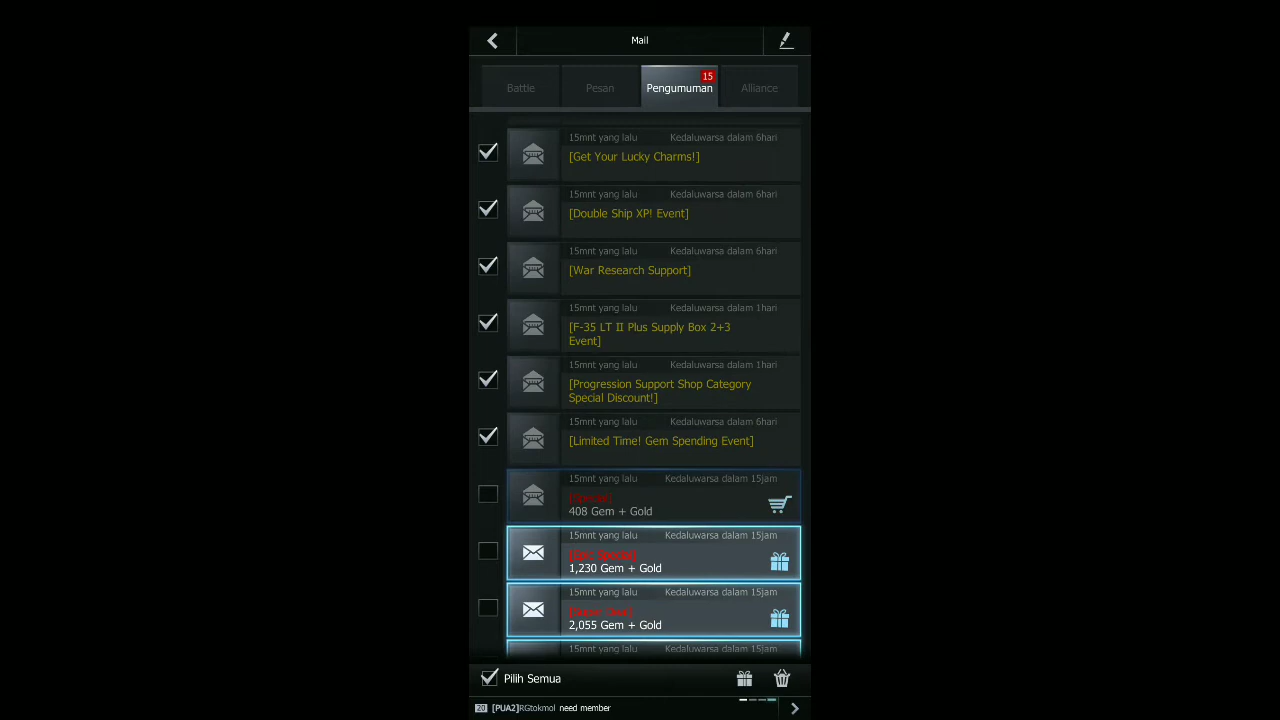 Mail
Battle
Pesan
Pengumuman
15
Alliance
15mnt yang lalu Kedaluwarsa dalam 6hari
[Get Your Lucky Charms!]
15mnt yang lalu Kedaluwarsa dalam 6hari
[Double Ship XP! Event]
15mnt yang lalu Kedaluwarsa dalam 6hari
[War Research Support]
15mnt yang lalu Kedaluwarsa dalam 1hari
[F-35 LT II Plus Supply Box 2+3
Event]
15mnt yang lalu Kedaluwarsa dalam 1hari
[Progression Support Shop Category
Special Discount!]
15mnt yang lalu Kedaluwarsa dalam 6hari
[Limited Time! Gem Spending Event]
15mnt yang lalu Kedaluwarsa dalam 15jam
[Special]
408 Gem + Gold
15mnt yang lalu Kedaluwarsa dalam 15jam
[Epic Special]
1,230 Gem + Gold
15mnt yang lalu Kedaluwarsa dalam 15jam
[Super Deal]
2,055 Gem + Gold
15mnt yang lalu Kedaluwarsa dalam 15jam
Pilih Semua
20 [PUA2]RGtokmol need member